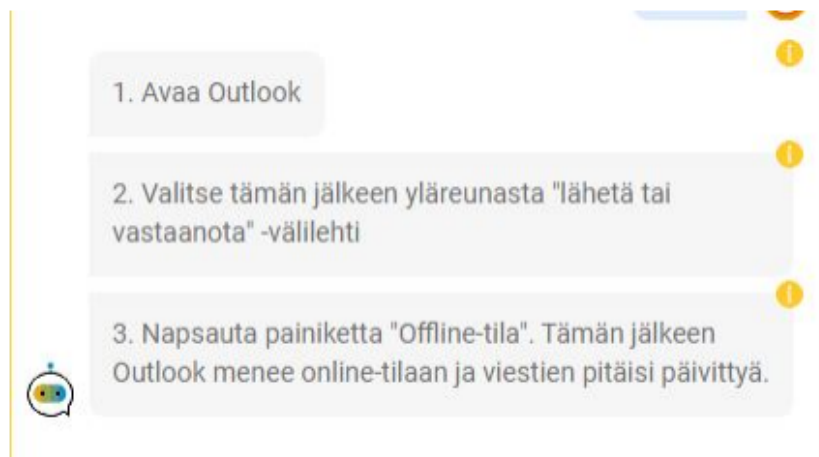 1. Avaa Outlook
2. Valitse tämän jälkeen yläreunasta "lähetä tai
vastaanota" -välilehti
3. Napsauta painiketta "Offline-tila". Tämän jälkeen
Outlook menee online-tilaan ja viestien pitäisi päivittyä.